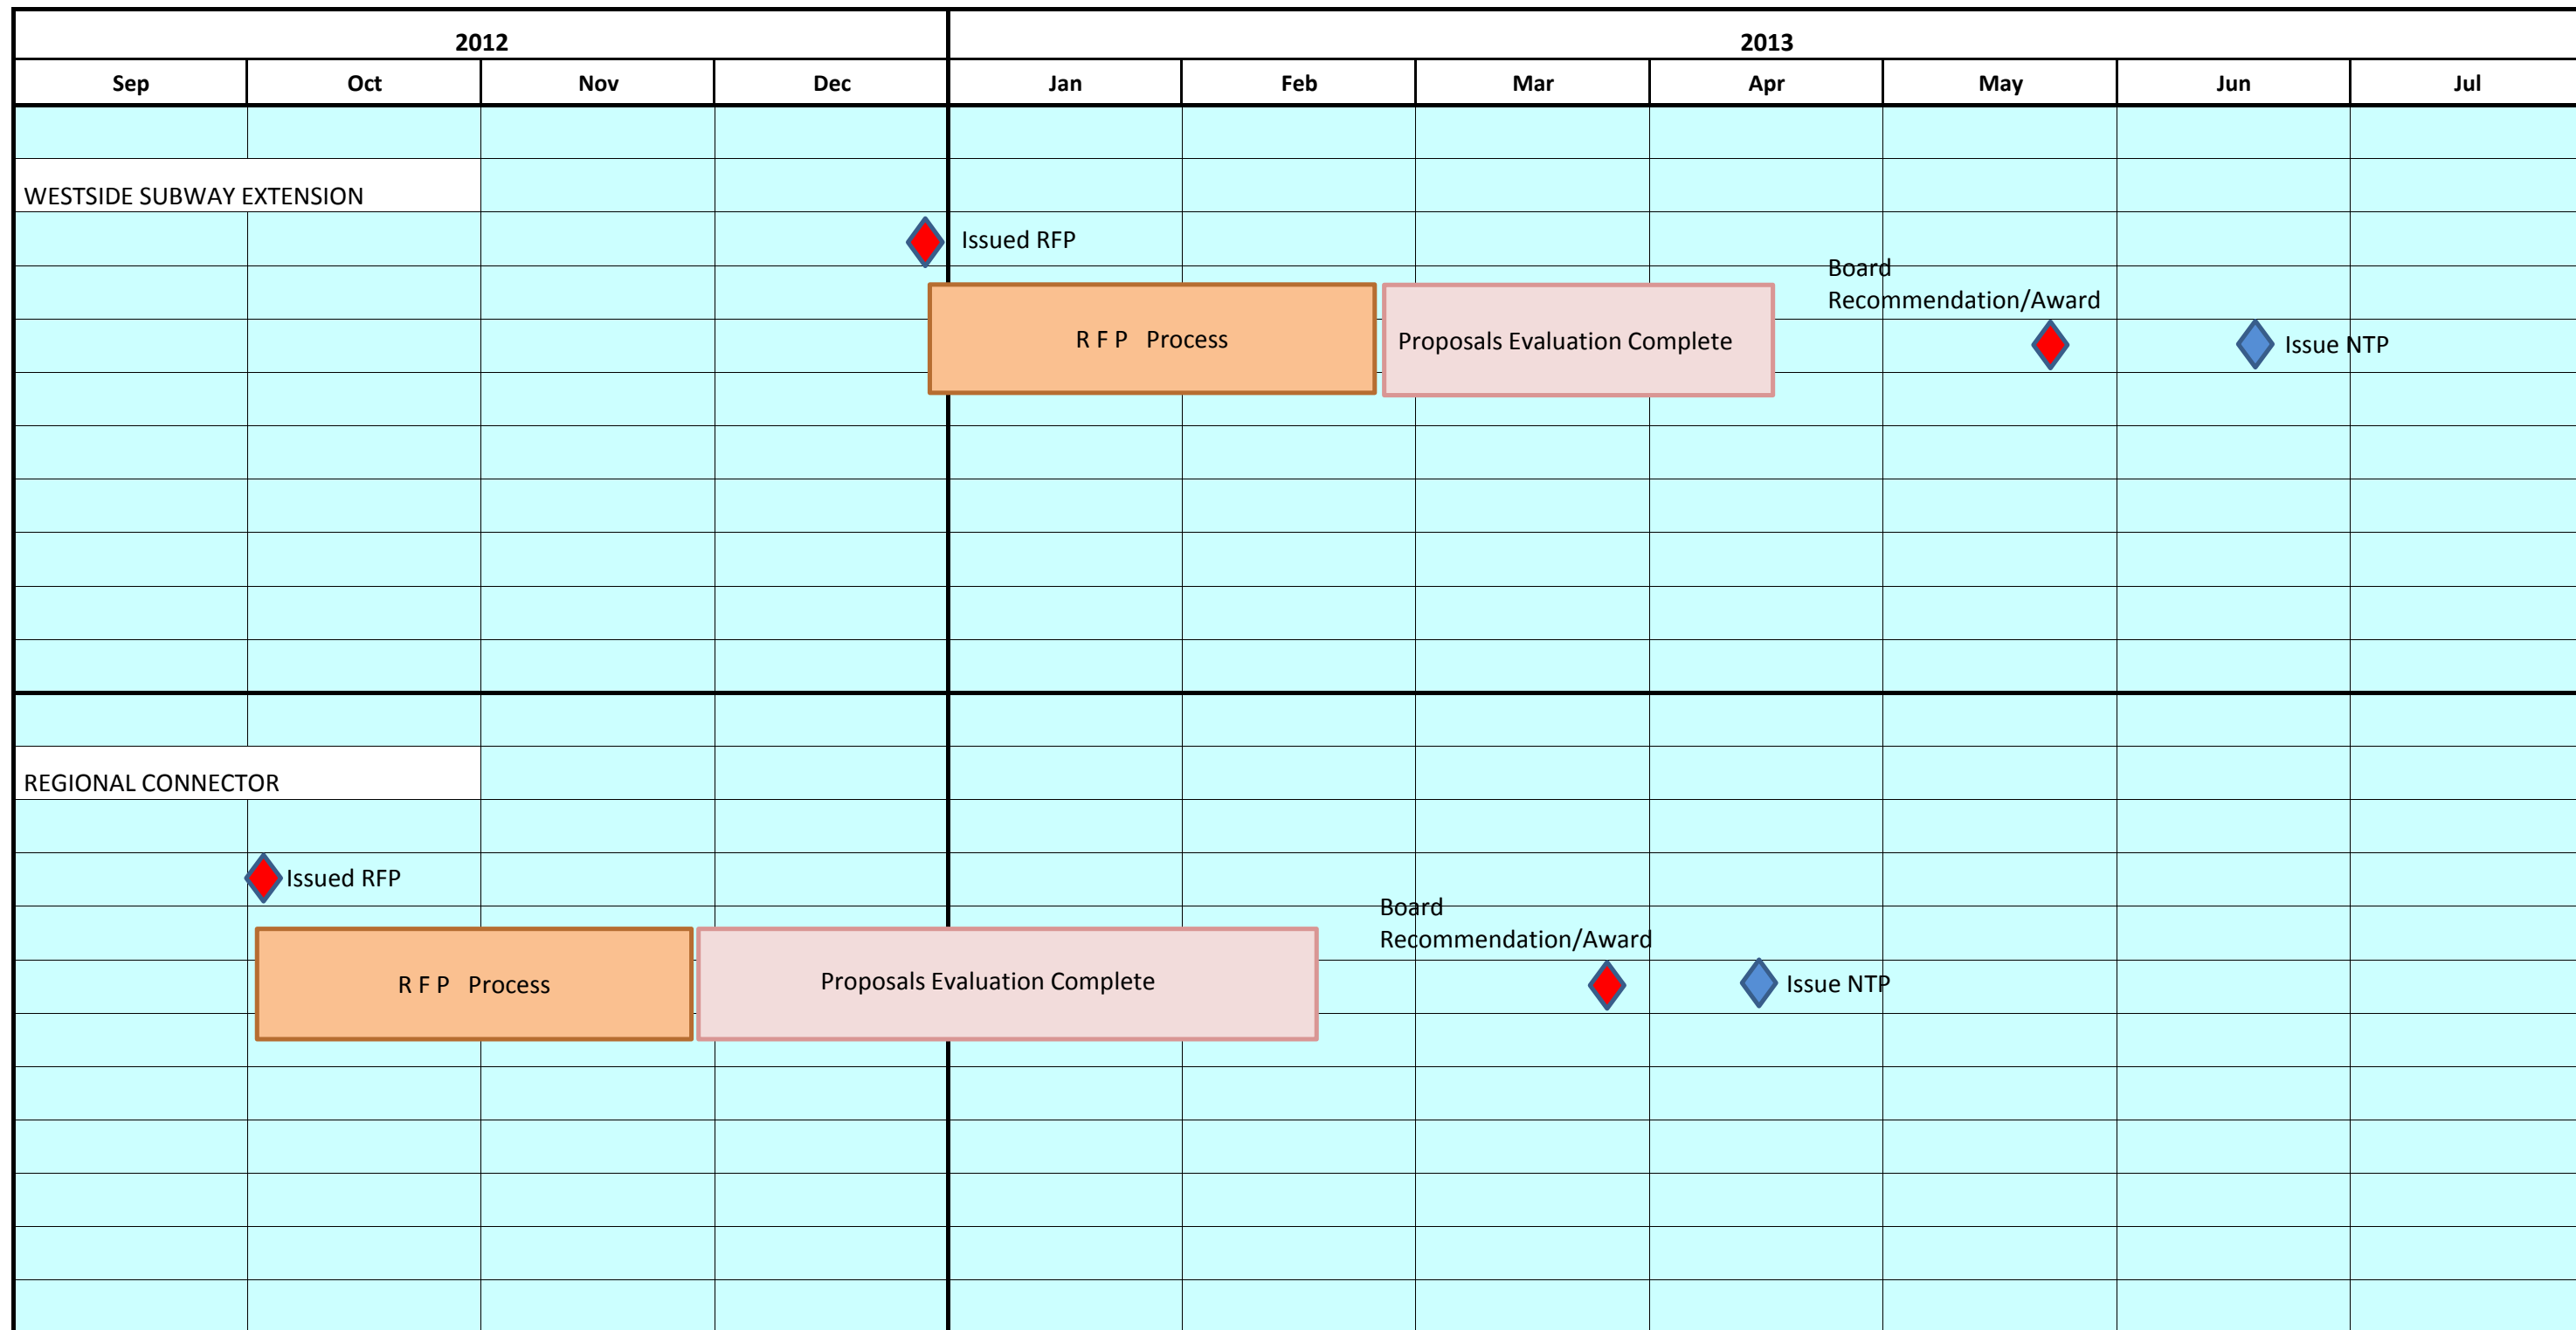 2012 2013
Sep Oct Nov Dec Jan Feb Mar Apr May Jun Jul
WESTSIDE SUBWAY EXTENSION
Issued RFP
Board
Recommendation/Award
R F P Process
Proposals Evaluation Complete
Issue NTP
REGIONAL CONNECTOR
Issued RFP
Board
Recommendation/Award
R F P Process
Proposals Evaluation Complete
Issue NTP